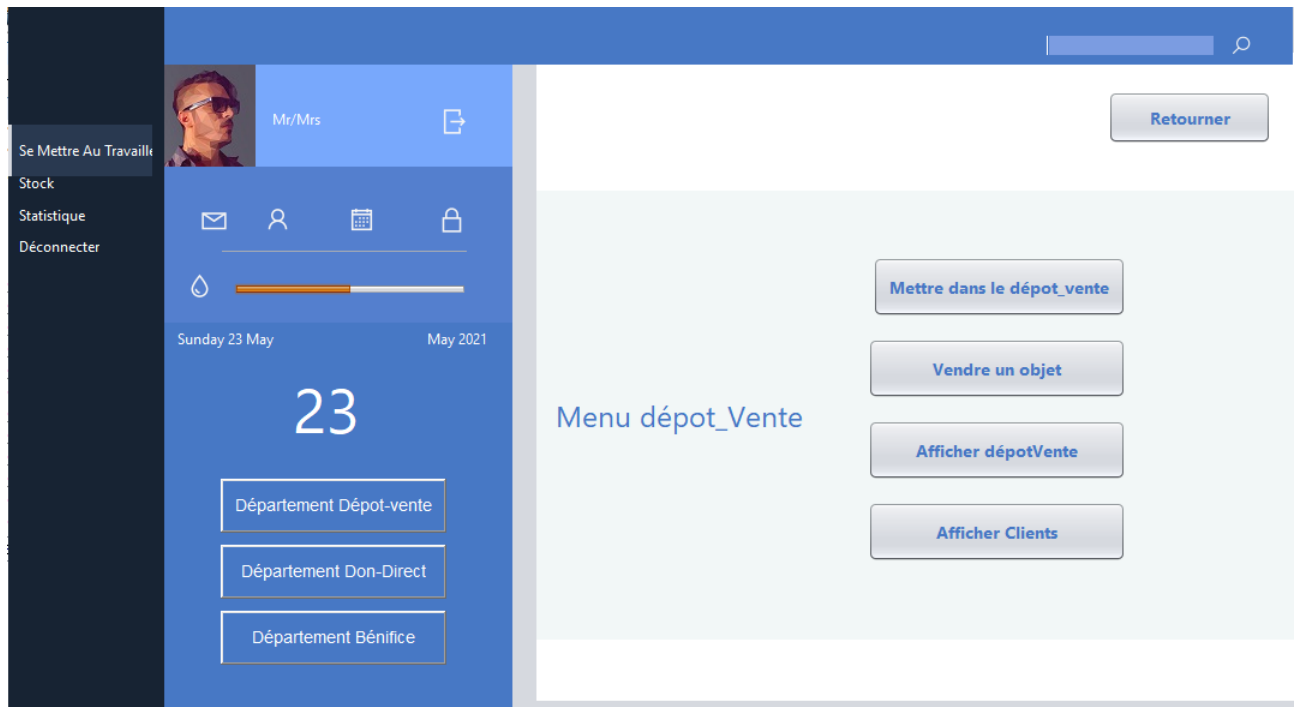 Se Mettre Au Travaille
Stock
Statistique
Déconnecter
Mr/Mrs
Sunday 23 May
May 2021
23
Département Dépot-vente
Département Don-Direct
Département Bénifice
Retourner
Menu dépot_Vente
Mettre dans le dépot_vente
Vendre un objet
Afficher dépotVente
Afficher Clients